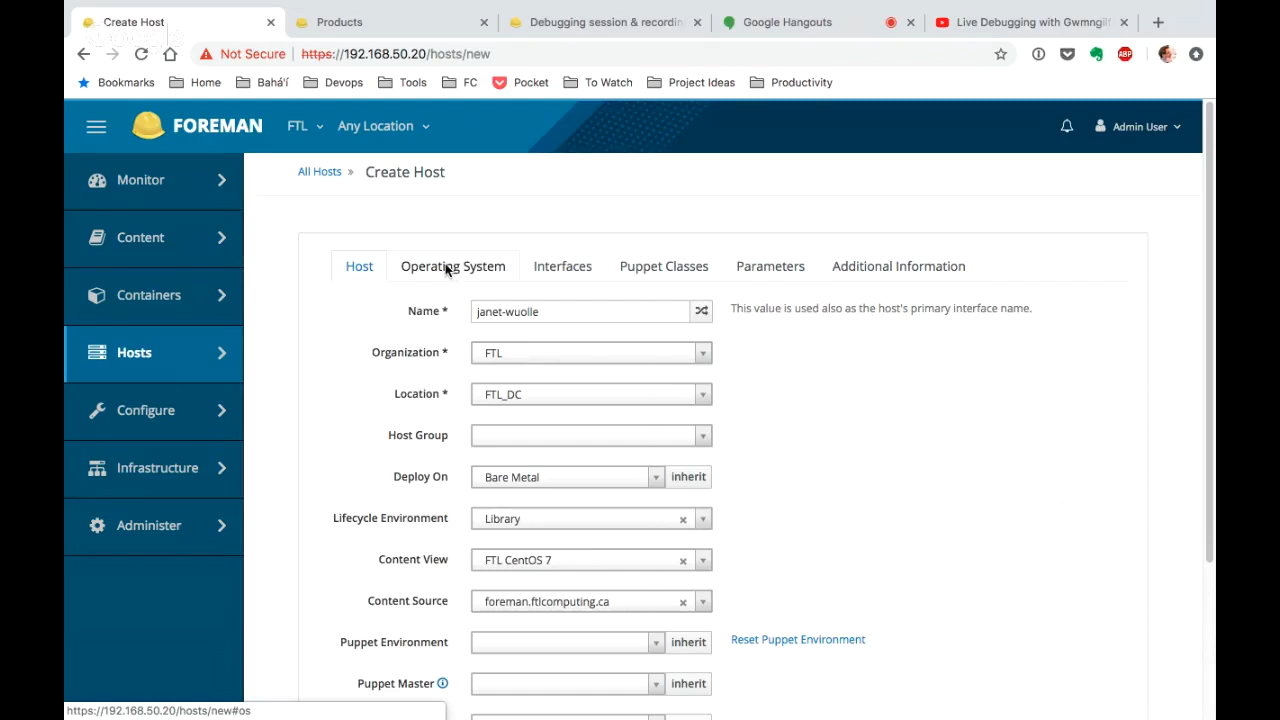 Create Host
Products
Debugging session & recordin
Google Hangouts
Live Debugging with Gwmngilf
Not Secure https://192.168.50.20/hosts/new
Bookmarks Home Bahá'í Devops Tools FC Pocket To Watch Project Ideas Productivity
FOREMAN FTL Any Location Admin User
Monitor
Content
Containers
Hosts
Configure
Infrastructure
Administer
All Hosts » Create Host
Host Operating System Interfaces Puppet Classes Parameters Additional Information
Name * janet-wuolle This value is used also as the host's primary interface name.
Organization * FTL
Location * FTL_DC
Host Group
Deploy On Bare Metal inherit
Lifecycle Environment Library
Content View FTL CentOS 7
Content Source foreman.ftlcomputing.ca
Puppet Environment inherit Reset Puppet Environment
Puppet Master inherit
https://192.168.50.20/hosts/new#os